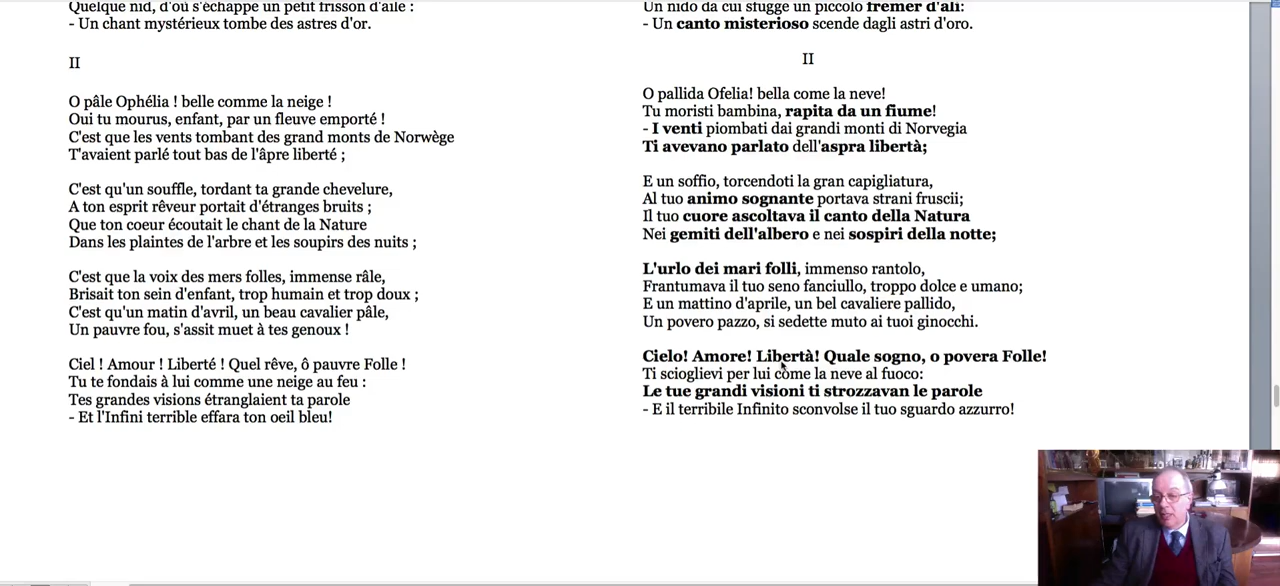 Quelque nid, d'où s'échappe un petit frisson d'aile :
- Un chant mystérieux tombe des astres d'or.
II
O pâle Ophélia ! belle comme la neige !
Oui tu mourus, enfant, par un fleuve emporté !
C'est que les vents tombant des grand monts de Norwège
T'avaient parlé tout bas de l'âpre liberté ;
C'est qu'un souffle, tordant ta grande chevelure,
A ton esprit rêveur portait d'étranges bruits ;
Que ton coeur écoutait le chant de la Nature
Dans les plaintes de l'arbre et les soupirs des nuits ;
C'est que la voix des mers folles, immense râle,
Brisait ton sein d'enfant, trop humain et trop doux ;
C'est qu'un matin d'avril, un beau cavalier pâle,
Un pauvre fou, s'assit muet à tes genoux !
Ciel ! Amour ! Liberté ! Quel rêve, ô pauvre Folle !
Tu te fondais à lui comme une neige au feu :
Tes grandes visions étranglaient ta parole
- Et l'Infini terrible effara ton oeil bleu!
Un nido da cui sfugge un piccolo fremer d'ali:
- Un canto misterioso scende dagli astri d'oro.
II
O pallida Ofelia! bella come la neve!
Tu moristi bambina, rapita da un fiume!
- I venti piombati dai grandi monti di Norvegia
Ti avevano parlato dell'aspra libertà;
E un soffio, torcendoti la gran capigliatura,
Al tuo animo sognante portava strani fruscii;
Il tuo cuore ascoltava il canto della Natura
Nei gemiti dell'albero e nei sospiri della notte;
L'urlo dei mari folli, immenso rantolo,
Frantumava il tuo seno fanciullo, troppo dolce e umano;
E un mattino d'aprile, un bel cavaliere pallido,
Un povero pazzo, si sedette muto ai tuoi ginocchi.
Cielo! Amore! Libertà! Quale sogno, o povera Folle!
Ti scioglievi per lui come la neve al fuoco:
Le tue grandi visioni ti strozzavan le parole
- E il terribile Infinito sconvolse il tuo sguardo azzurro!